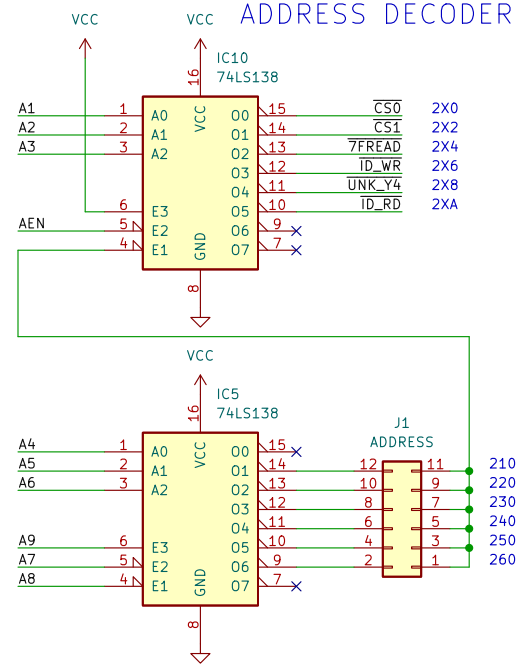 ADDRESS DECODER
VCC VCC
IC10
74LS138
16
VCC
A1 1 A0 O0 15 CS0 2X0
A2 2 A1 O1 14 CS1 2X2
A3 3 A2 O2 13 7FREAD 2X4
O3 12 ID_WR 2X6
O4 11 UNK_Y4 2X8
6 E3 O5 10 ID_RD 2XA
AEN 5 E2 O6 9
4 E1 O7 7
GND
8
VCC
IC5
74LS138
16
VCC
J1
ADDRESS
A4 1 A0 O0 15
A5 2 A1 O1 14 12 11 210
A6 3 A2 O2 13 10 9 220
O3 12 8 7 230
O4 11 6 5 240
A9 6 E3 O5 10 4 3 250
A7 5 E2 O6 9 2 1 260
A8 4 E1 O7 7
GND
8